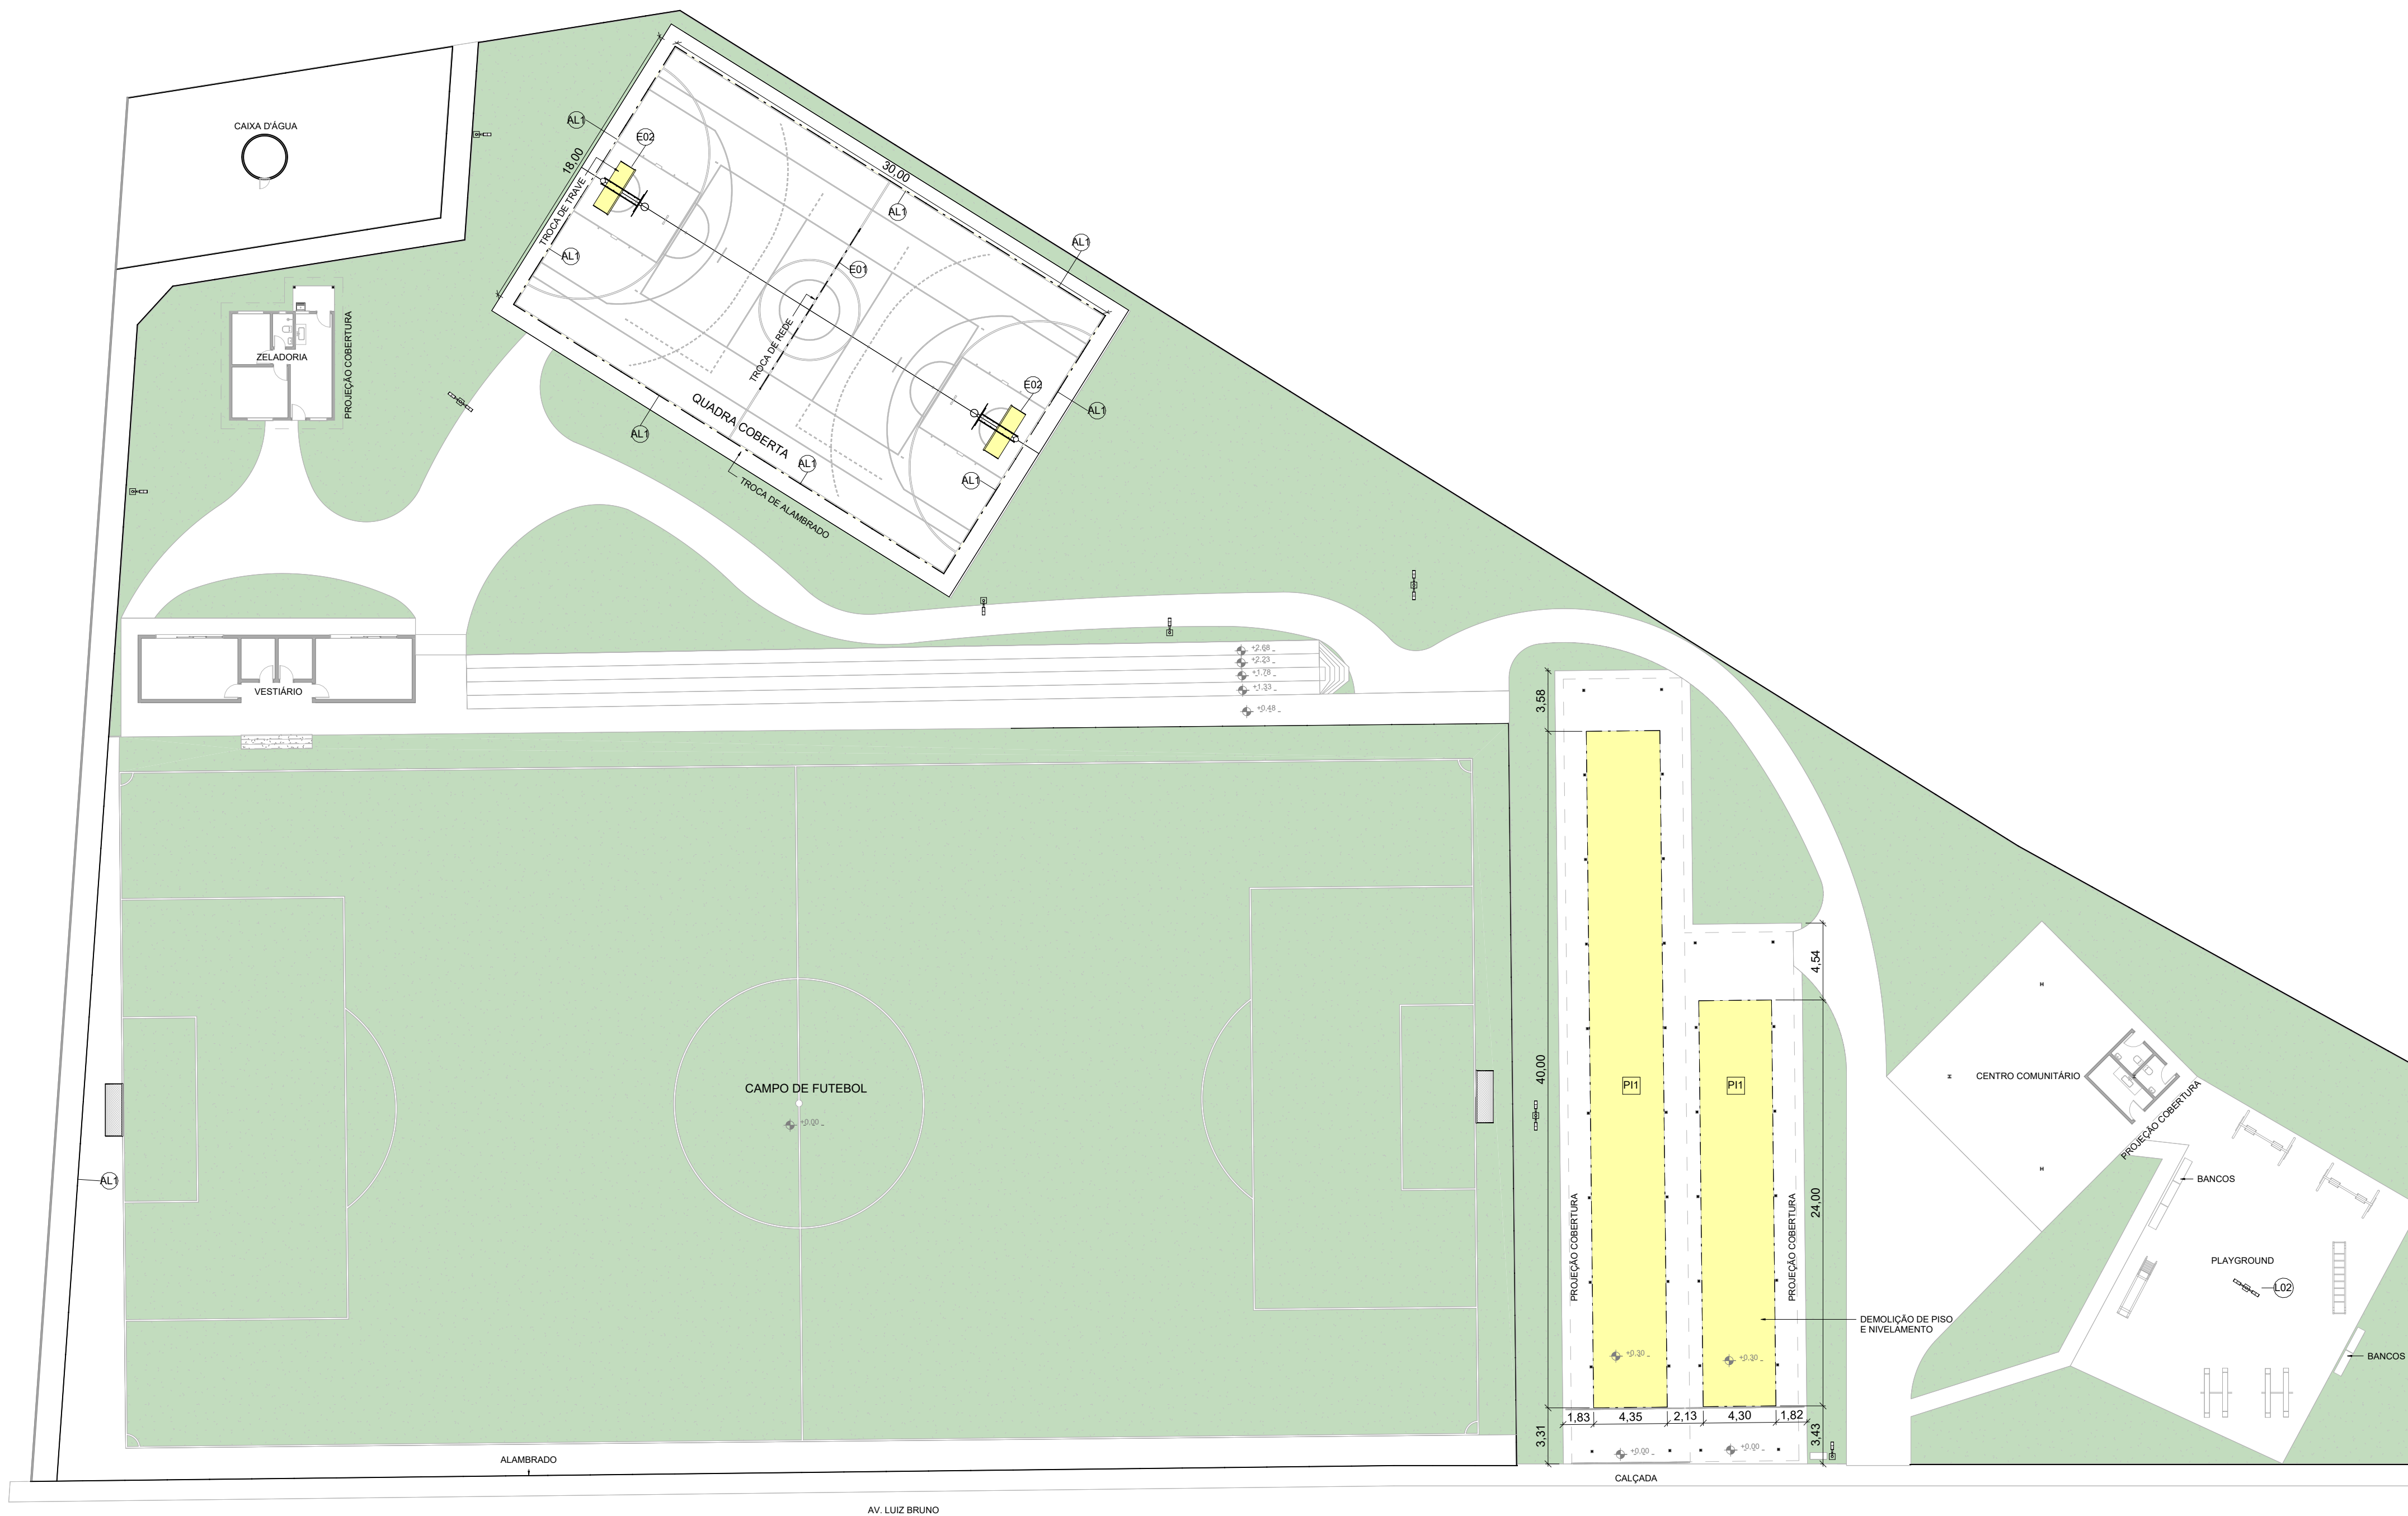 CAIXA D'ÁGUA
AL1
E02
18,00
TROCA DE TRAVE
30,00
AL1
AL1
AL1
E01
TROCA DE REDE
ZELADORIA
PROJEÇÃO COBERTURA
QUADRA COBERTA
E02
AL1
AL1
AL1
AL1
TROCA DE ALAMBRADO
VESTIÁRIO
+2.68
+2.23
+1.78
+1.33
+0.48
3,58
4,54
40,00
PI1
PI1
CAMPO DE FUTEBOL
+0.00
CENTRO COMUNITÁRIO
PROJEÇÃO COBERTURA
AL1
BANCOS
24,00
PROJEÇÃO COBERTURA
PROJEÇÃO COBERTURA
PLAYGROUND
L02
DEMOLIÇÃO DE PISO
E NIVELAMENTO
+0.30
+0.30
BANCOS
1,83
4,35
2,13
4,30
1,82
3,31
3,43
+0.00
+0.00
ALAMBRADO
CALÇADA
AV. LUIZ BRUNO